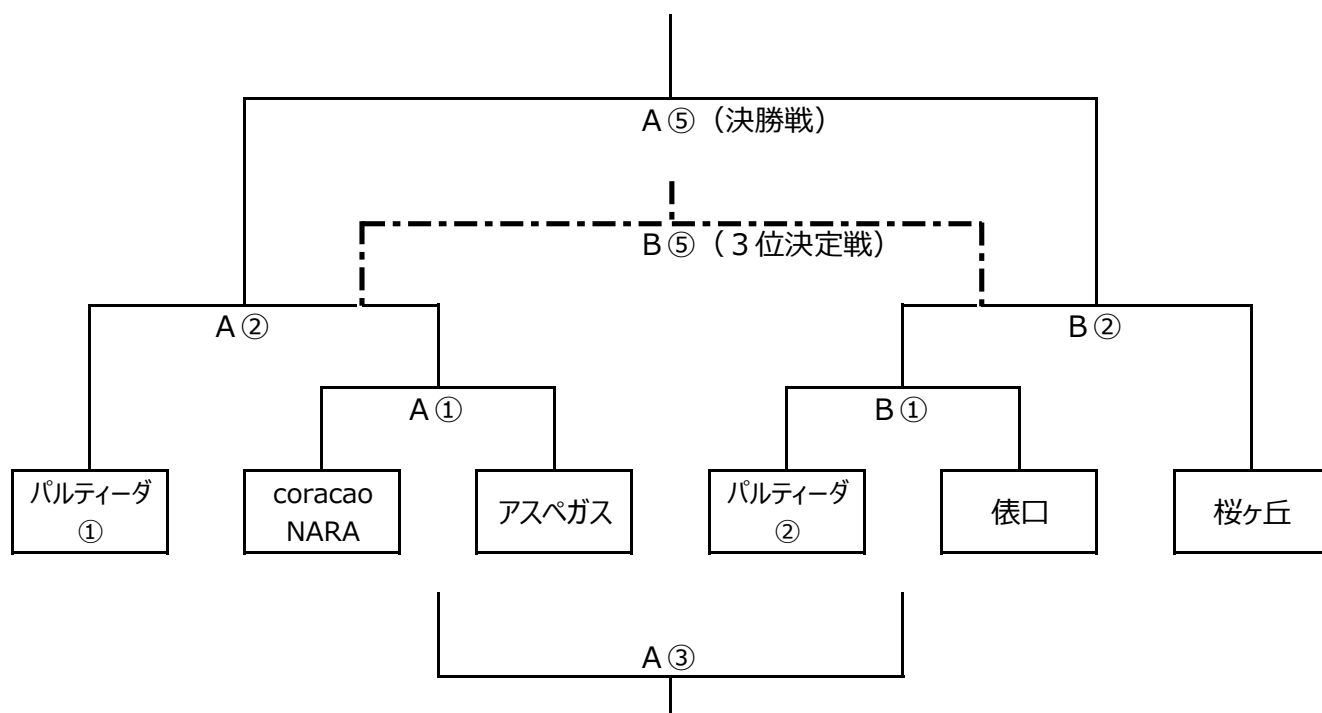 A⑤（決勝戦）
B⑤（３位決定戦）
A②
B②
A①
B①
パルティーダ
①
coracao
NARA
アスペガス
パルティーダ
②
俵口
桜ヶ丘
A③